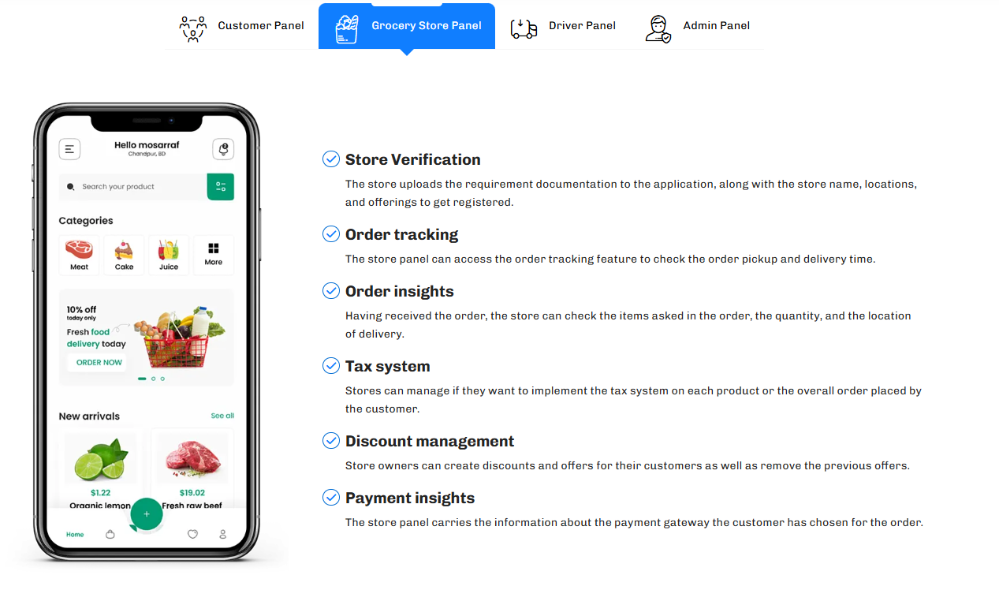 Customer Panel
Grocery Store Panel
Driver Panel
Admin Panel
Hello mosarraf
Chandpur, BD
2
Search your product
Categories
Meat
Cake
Juice
More
10% off
today only
Fresh food
delivery today
ORDER NOW
New arrivals
See all
$1.22
Organic lemon
$19.02
Fresh raw beef
+
Home
Store Verification
The store uploads the requirement documentation to the application, along with the store name, locations,
and offerings to get registered.
Order tracking
The store panel can access the order tracking feature to check the order pickup and delivery time.
Order insights
Having received the order, the store can check the items asked in the order, the quantity, and the location
of delivery.
Tax system
Stores can manage if they want to implement the tax system on each product or the overall order placed by
the customer.
Discount management
Store owners can create discounts and offers for their customers as well as remove the previous offers.
Payment insights
The store panel carries the information about the payment gateway the customer has chosen for the order.